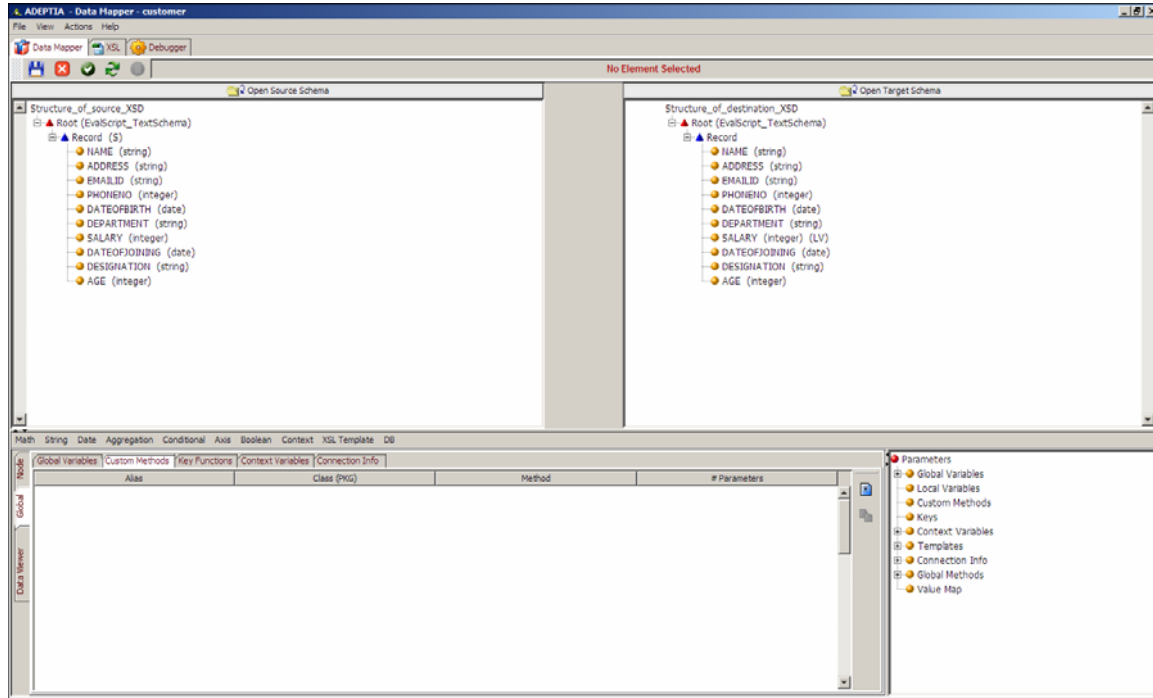 ADEPTIA - Data Mapper - customer
File View Actions Help
Data Mapper XSL Debugger
No Element Selected
Open Source Schema Open Target Schema
Structure_of_source_XSD
Root (EvalScript_TextSchema)
Record (S)
NAME (string)
ADDRESS (string)
EMAILID (string)
PHONENO (integer)
DATEOFBIRTH (date)
DEPARTMENT (string)
SALARY (integer)
DATEOFJOINING (date)
DESIGNATION (string)
AGE (integer)
Structure_of_destination_XSD
Root (EvalScript_TextSchema)
Record
NAME (string)
ADDRESS (string)
EMAILID (string)
PHONENO (integer)
DATEOFBIRTH (date)
DEPARTMENT (string)
SALARY (integer) (LV)
DATEOFJOINING (date)
DESIGNATION (string)
AGE (integer)
Math String Date Aggregation Conditional Axis Boolean Context XSL Template DB
Node
Global
Data Viewer
Global Variables Custom Methods Key Functions Context Variables Connection Info
Alias Class (PKG) Method # Parameters
Parameters
Global Variables
Local Variables
Custom Methods
Keys
Context Variables
Templates
Connection Info
Global Methods
Value Map